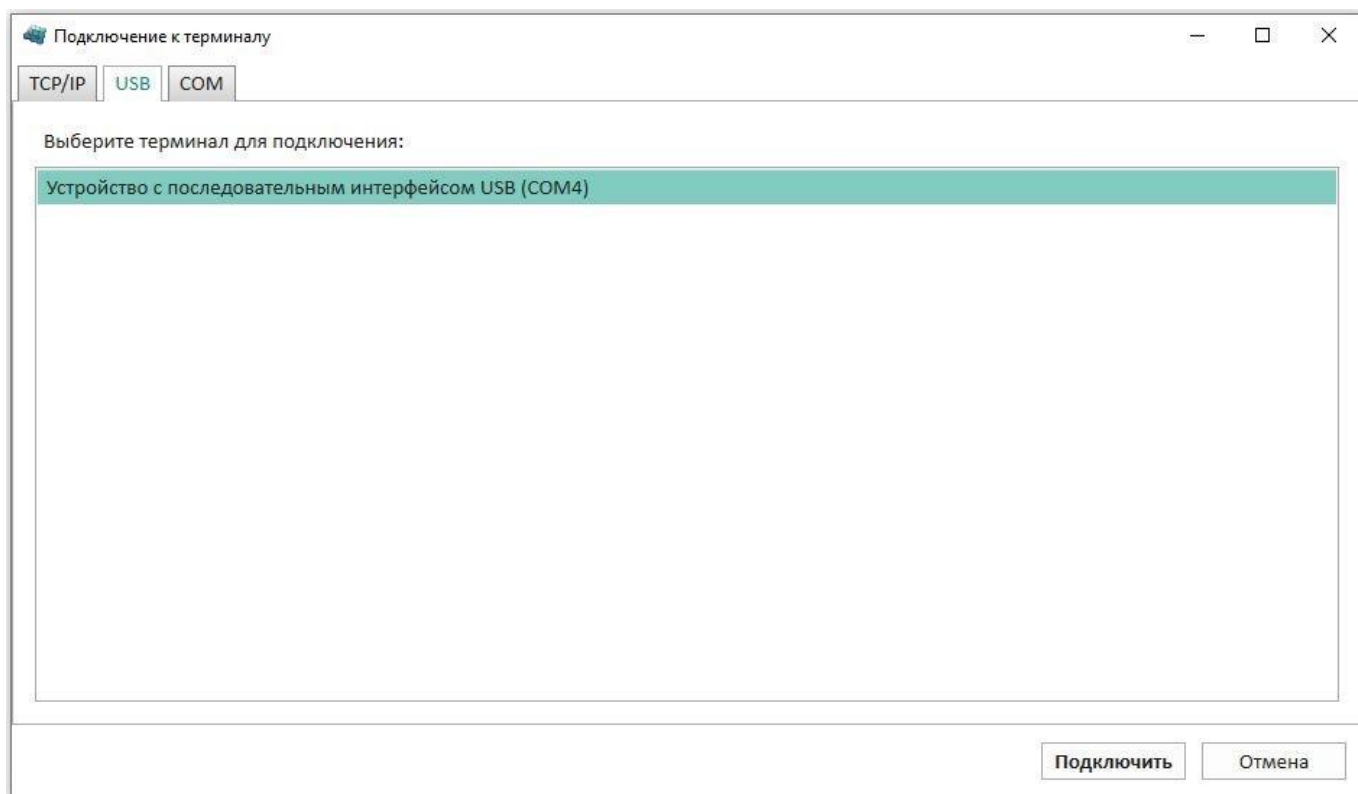 Подключение к терминалу
TCP/IP USB COM
Выберите терминал для подключения:
Устройство с последовательным интерфейсом USB (COM4)
Подключить Отмена